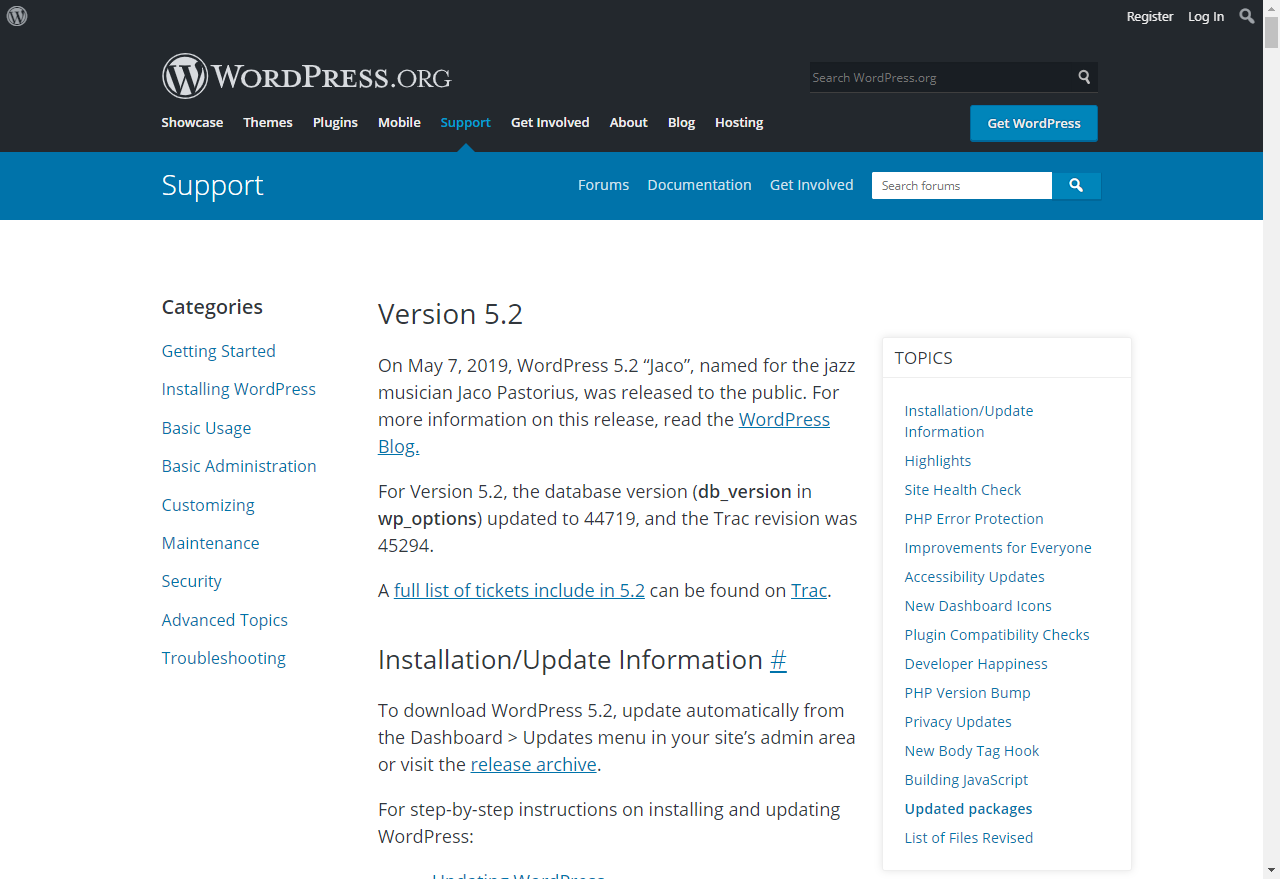 Register Log In
WORDPRESS.ORG
Search WordPress.org
Showcase Themes Plugins Mobile Support Get Involved About Blog Hosting
Get WordPress
Support
Forums Documentation Get Involved
Search forums
Categories
Getting Started
Installing WordPress
Basic Usage
Basic Administration
Customizing
Maintenance
Security
Advanced Topics
Troubleshooting
Version 5.2
On May 7, 2019, WordPress 5.2 “Jaco”, named for the jazz
musician Jaco Pastorius, was released to the public. For
more information on this release, read the WordPress
Blog.
For Version 5.2, the database version (db_version in
wp_options) updated to 44719, and the Trac revision was
45294.
A full list of tickets include in 5.2 can be found on Trac.
Installation/Update Information #
To download WordPress 5.2, update automatically from
the Dashboard > Updates menu in your site’s admin area
or visit the release archive.
For step-by-step instructions on installing and updating
WordPress:
Updating WordPress
TOPICS
Installation/Update
Information
Highlights
Site Health Check
PHP Error Protection
Improvements for Everyone
Accessibility Updates
New Dashboard Icons
Plugin Compatibility Checks
Developer Happiness
PHP Version Bump
Privacy Updates
New Body Tag Hook
Building JavaScript
Updated packages
List of Files Revised